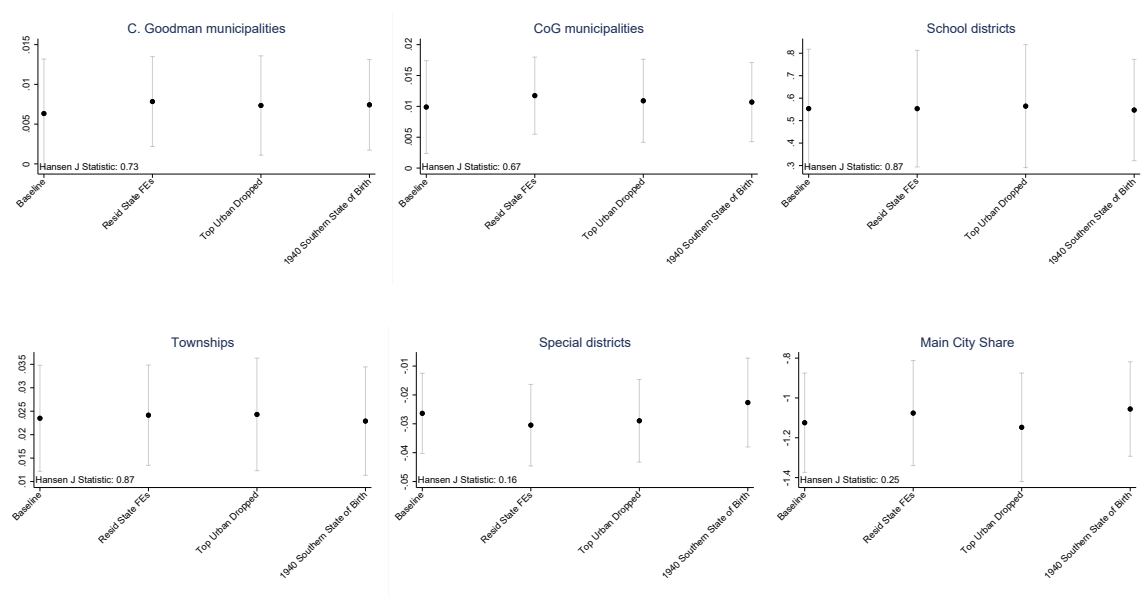 C. Goodman municipalities
.015
.01
.005
0
Hansen J Statistic: 0.73
Baseline
Resid State FEs
Top Urban Dropped
1940 Southern State of Birth
CoG municipalities
.02
.015
.01
.005
0
Hansen J Statistic: 0.67
Baseline
Resid State FEs
Top Urban Dropped
1940 Southern State of Birth
School districts
.8
.7
.6
.5
.4
.3
Hansen J Statistic: 0.87
Baseline
Resid State FEs
Top Urban Dropped
1940 Southern State of Birth
Townships
.035
.03
.025
.02
.015
.01
Hansen J Statistic: 0.87
Baseline
Resid State FEs
Top Urban Dropped
1940 Southern State of Birth
Special districts
-.01
-.02
-.03
-.04
-.05
Hansen J Statistic: 0.16
Baseline
Resid State FEs
Top Urban Dropped
1940 Southern State of Birth
Main City Share
-.8
-1
-1.2
-1.4
Hansen J Statistic: 0.25
Baseline
Resid State FEs
Top Urban Dropped
1940 Southern State of Birth